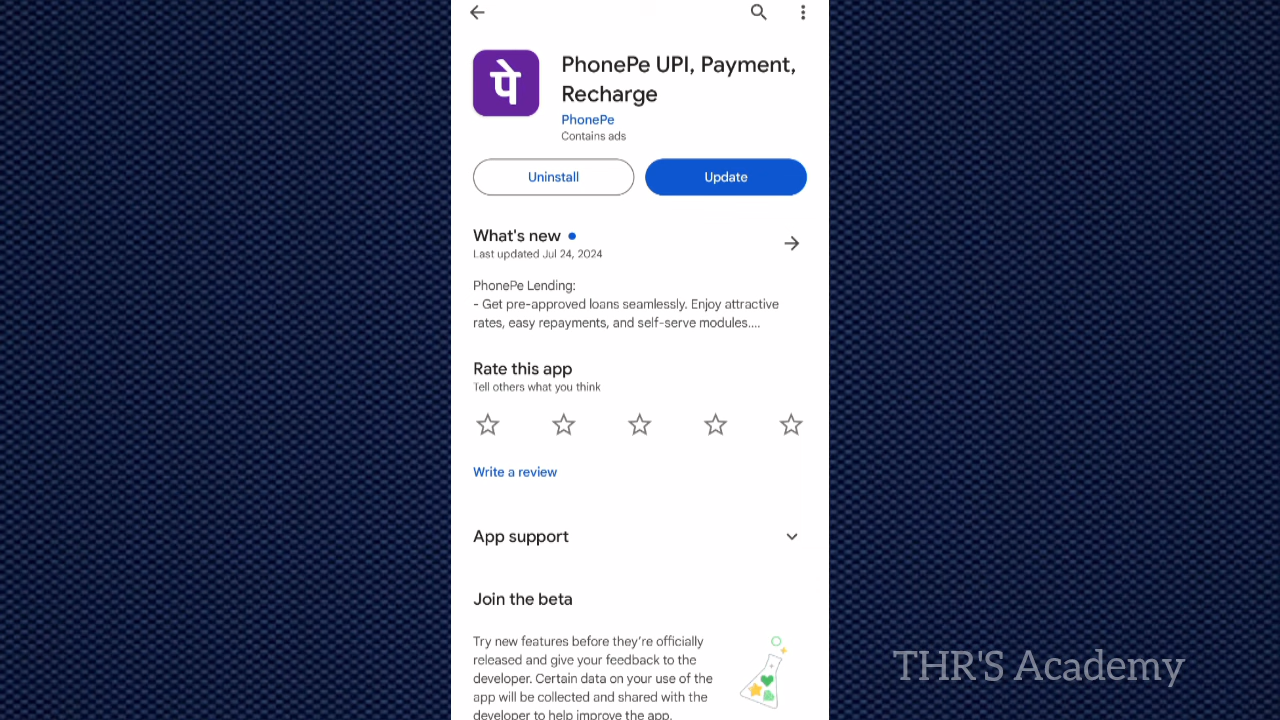 पे
PhonePe UPI, Payment,
Recharge
PhonePe
Contains ads
Uninstall
Update
What's new
Last updated Jul 24, 2024
PhonePe Lending:
- Get pre-approved loans seamlessly. Enjoy attractive
rates, easy repayments, and self-serve modules....
Rate this app
Tell others what you think
Write a review
App support
Join the beta
Try new features before they're officially
released and give your feedback to the
developer. Certain data on your use of the
app will be collected and shared with the
developer to help improve the app.
THR'S Academy